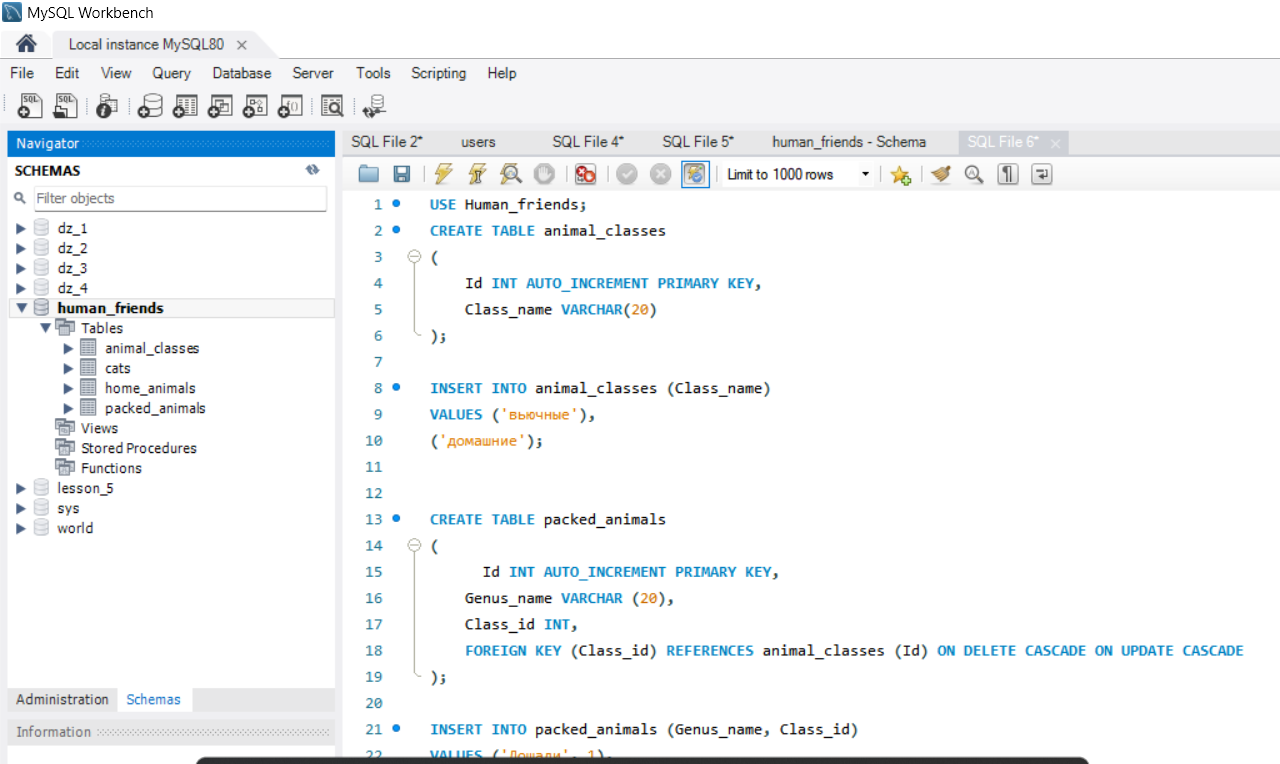 MySQL Workbench
Local instance MySQL80
File Edit View Query Database Server Tools Scripting Help
Navigator
SCHEMAS
Filter objects
dz_1
dz_2
dz_3
dz_4
human_friends
Tables
animal_classes
cats
home_animals
packed_animals
Views
Stored Procedures
Functions
lesson_5
sys
world
Administration Schemas
Information
SQL File 2* users SQL File 4* SQL File 5* human_friends - Schema SQL File 6*
Limit to 1000 rows
1 USE Human_friends;
2 CREATE TABLE animal_classes
3 (
4 Id INT AUTO_INCREMENT PRIMARY KEY,
5 Class_name VARCHAR(20)
6 );
7
8 INSERT INTO animal_classes (Class_name)
9 VALUES ('вьючные'),
10 ('домашние');
11
12
13 CREATE TABLE packed_animals
14 (
15 Id INT AUTO_INCREMENT PRIMARY KEY,
16 Genus_name VARCHAR (20),
17 Class_id INT,
18 FOREIGN KEY (Class_id) REFERENCES animal_classes (Id) ON DELETE CASCADE ON UPDATE CASCADE
19 );
20
21 INSERT INTO packed_animals (Genus_name, Class_id)
22 VALUES ('Лошади', 1),